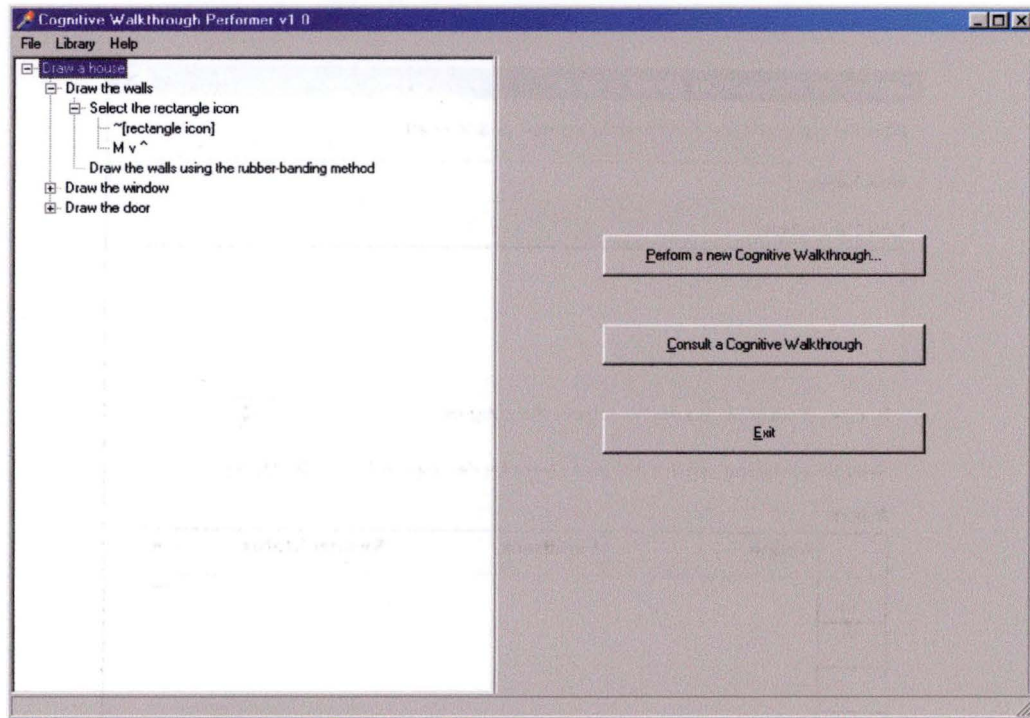 Cognitive Walkthrough Performer v1.0
File Library Help
Draw a house
Draw the walls
Select the rectangle icon
~[rectangle icon]
M v ^
Draw the walls using the rubber-banding method
Draw the window
Draw the door
Perform a new Cognitive Walkthrough...
Consult a Cognitive Walkthrough
Exit